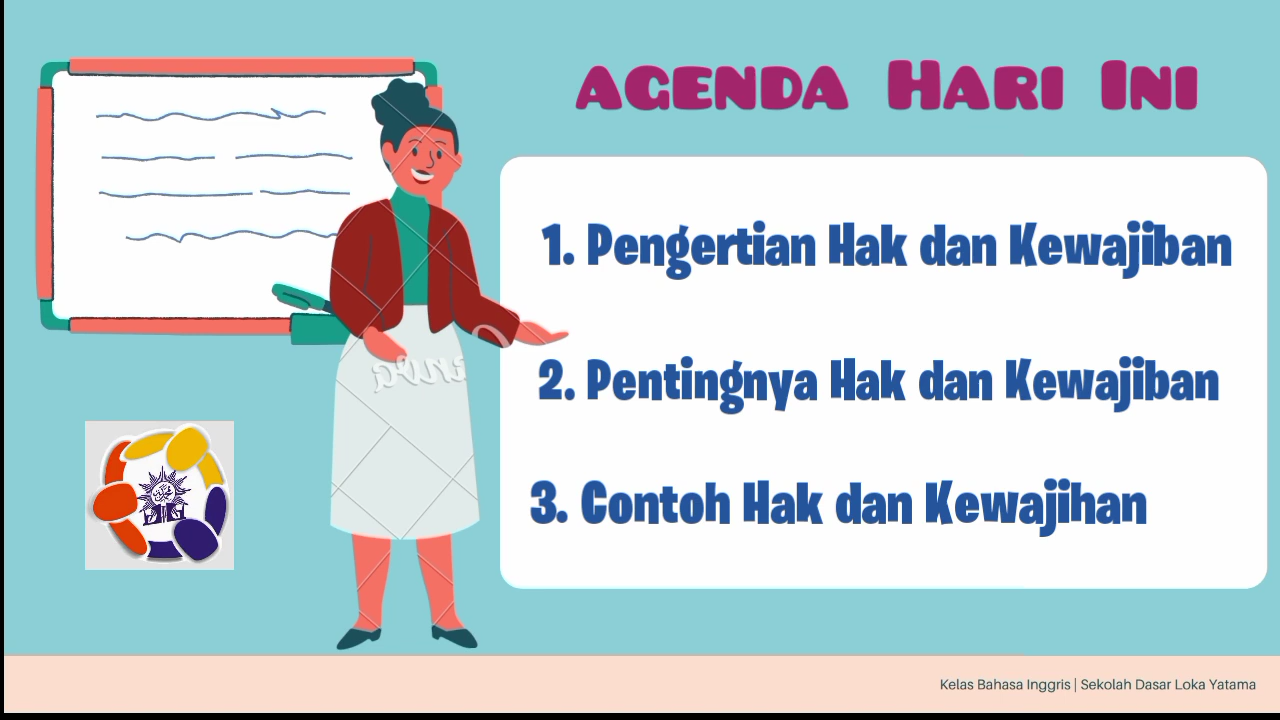 AGENDA HARI INI
1. Pengertian Hak dan Kewajiban
2. Pentingnya Hak dan Kewajiban
3. Contoh Hak dan Kewajihan
Kelas Bahasa Inggris | Sekolah Dasar Loka Yatama